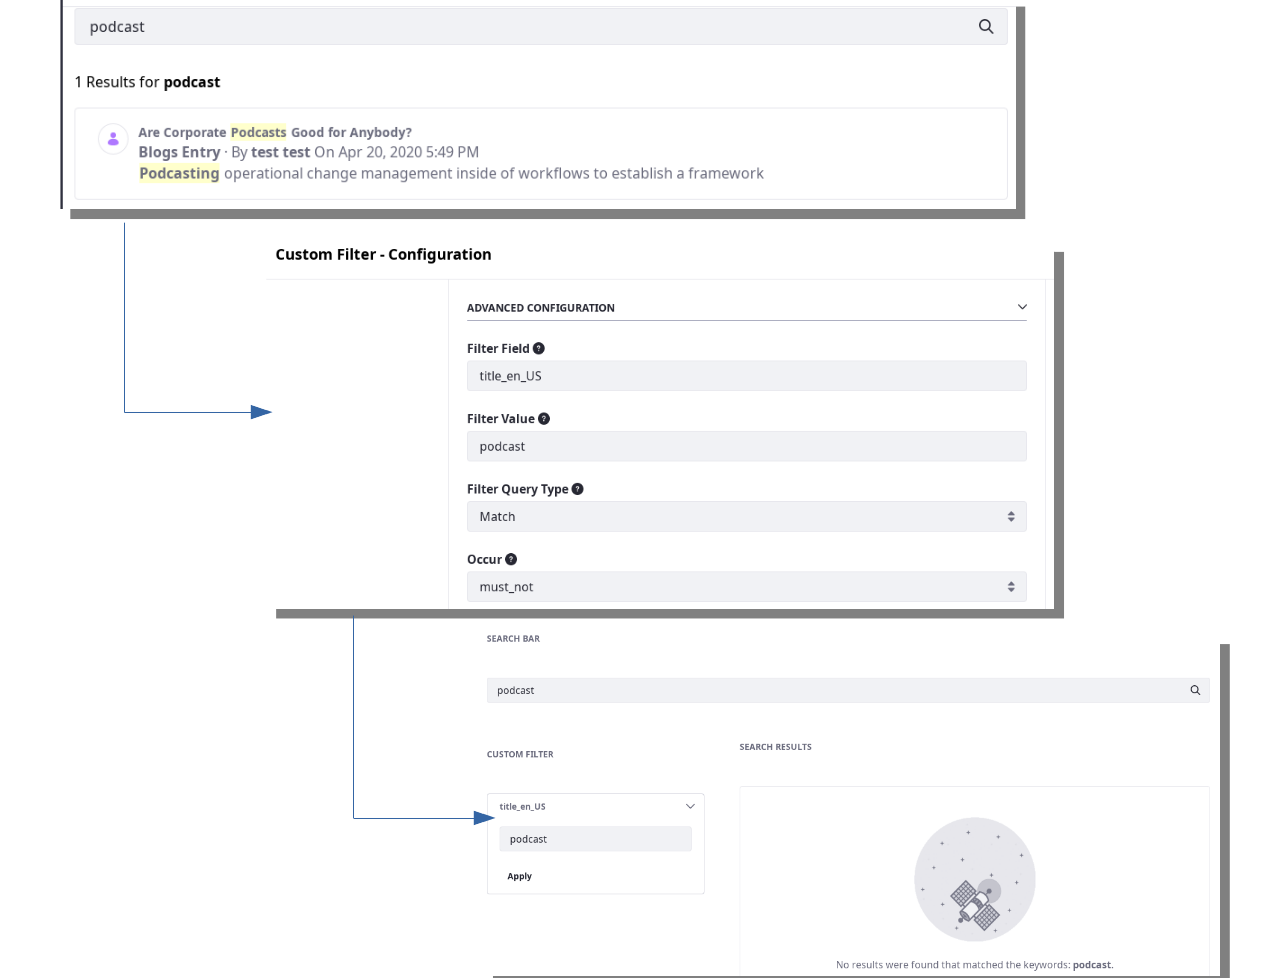 podcast
1 Results for podcast
Are Corporate Podcasts Good for Anybody?
Blogs Entry · By test test On Apr 20, 2020 5:49 PM
Podcasting operational change management inside of workflows to establish a framework
Custom Filter - Configuration
ADVANCED CONFIGURATION
Filter Field ?
title_en_US
Filter Value ?
podcast
Filter Query Type ?
Match
Occur ?
must_not
SEARCH BAR
podcast
CUSTOM FILTER
title_en_US
podcast
Apply
SEARCH RESULTS
No results were found that matched the keywords: podcast.